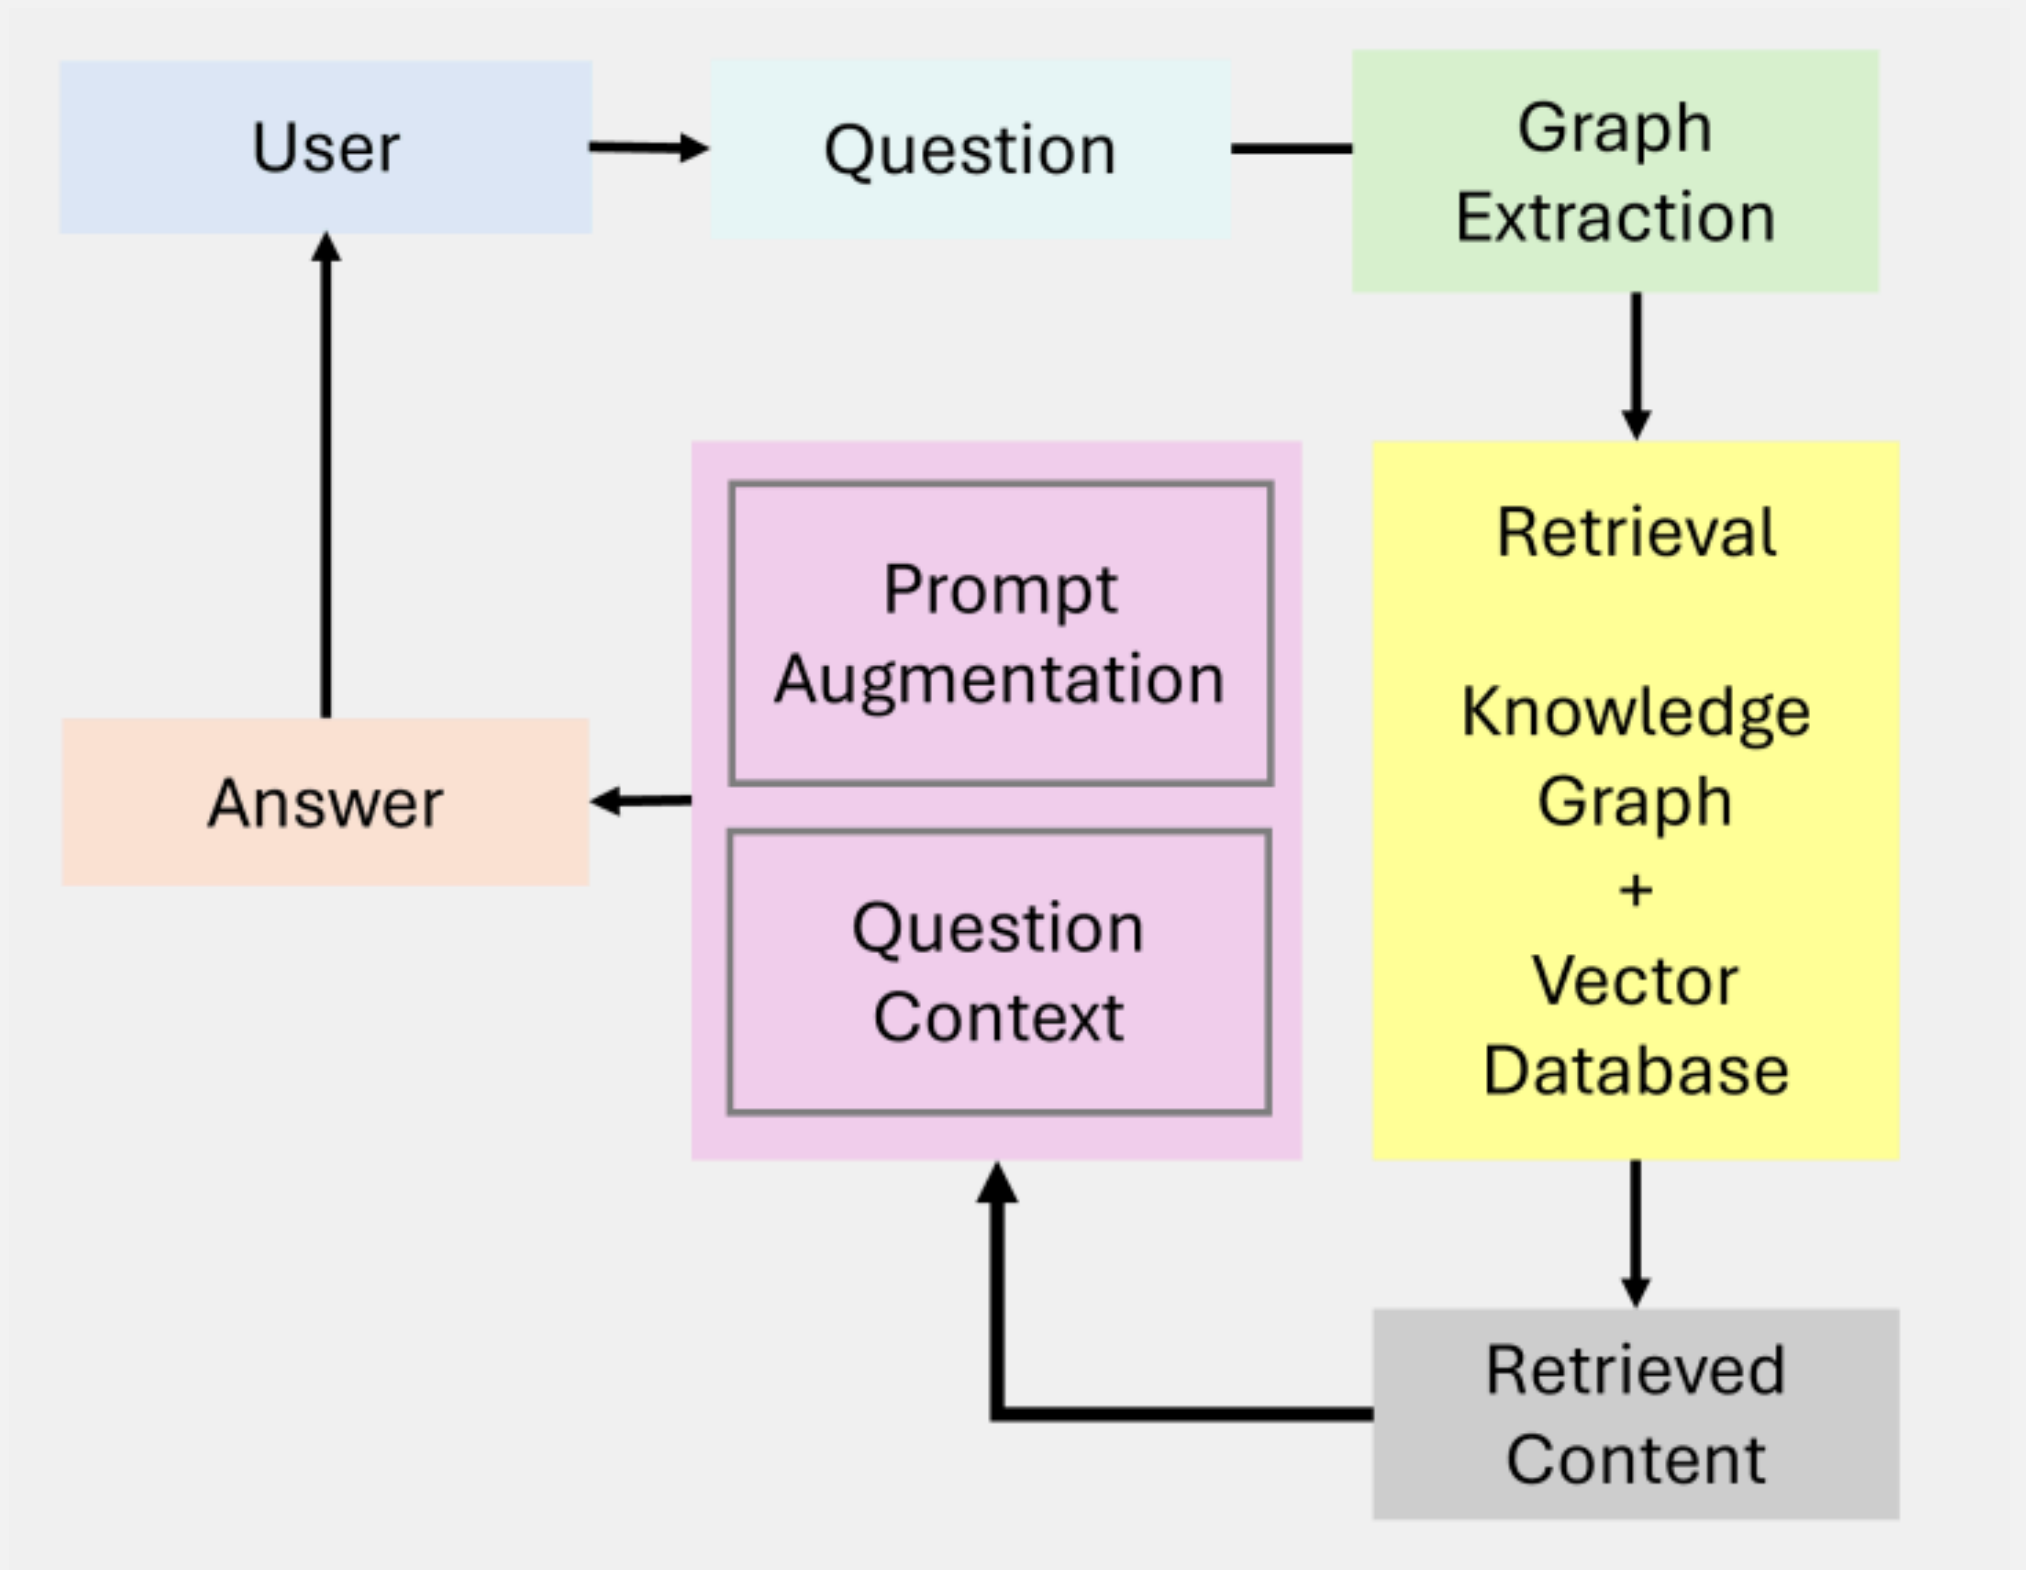 User
Question
Graph
Extraction
Retrieval
Knowledge
Graph
+
Vector
Database
Retrieved
Content
Prompt
Augmentation
Question
Context
Answer